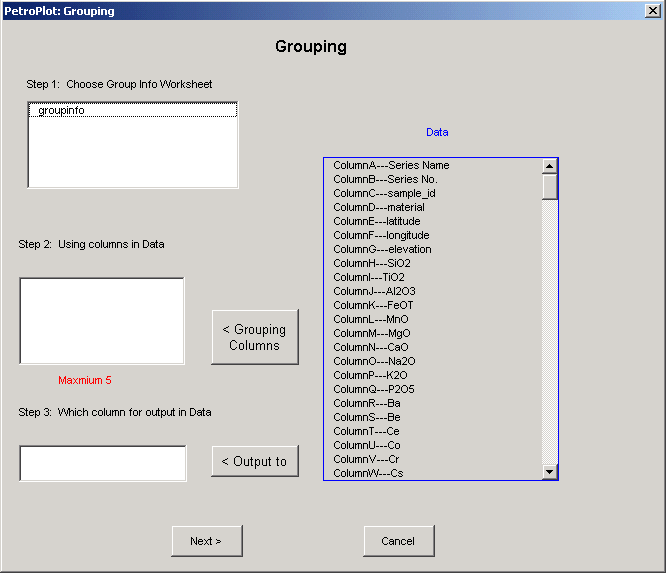 PetroPlot: Grouping
Grouping
Step 1: Choose Group Info Worksheet
groupinfo
Data
ColumnA---Series Name
ColumnB---Series No.
ColumnC---sample_id
ColumnD---material
ColumnE---latitude
ColumnF---longitude
ColumnG---elevation
ColumnH---SiO2
ColumnI---TiO2
ColumnJ---Al2O3
ColumnK---FeOT
ColumnL---MnO
ColumnM---MgO
ColumnN---CaO
ColumnO---Na2O
ColumnP---K2O
ColumnQ---P2O5
ColumnR---Ba
ColumnS---Be
ColumnT---Ce
ColumnU---Co
ColumnV---Cr
ColumnW---Cs
Step 2: Using columns in Data
< Grouping
Columns
Maxmium 5
Step 3: Which column for output in Data
< Output to
Next >
Cancel